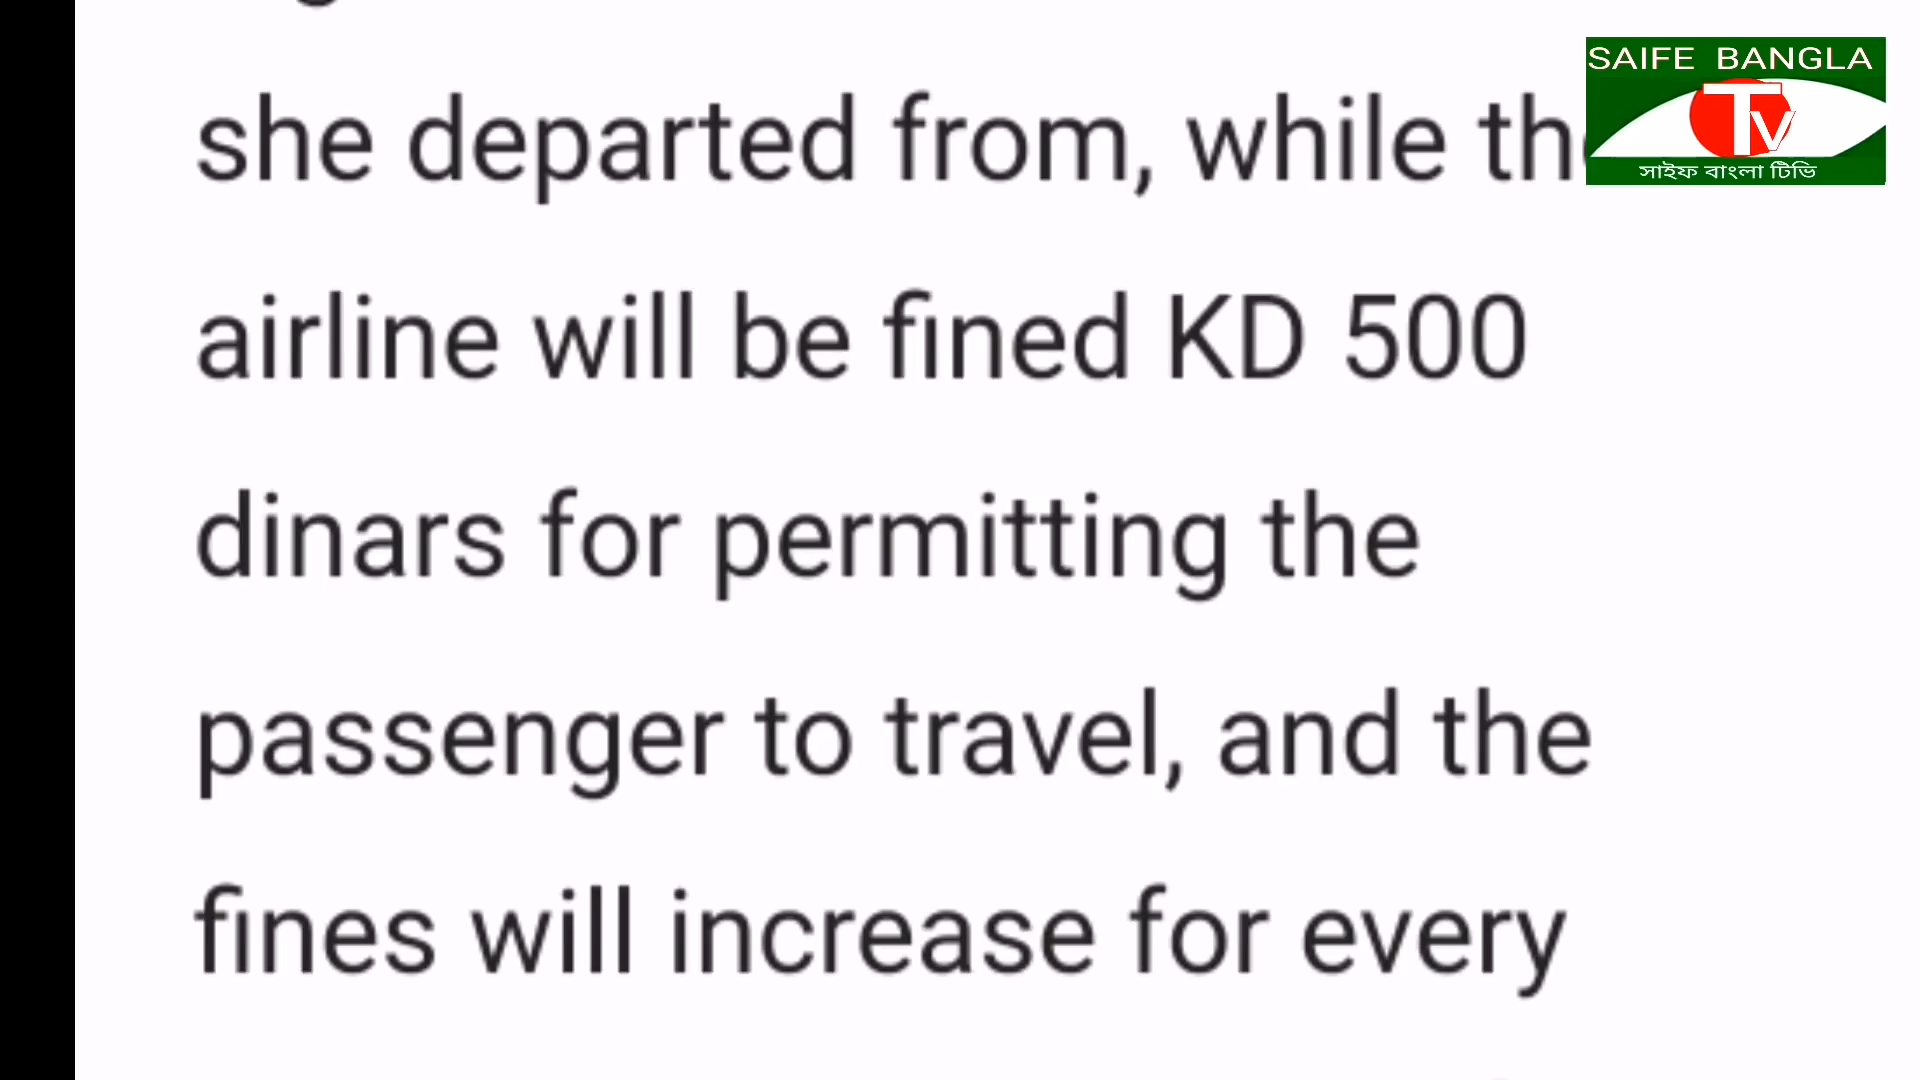 she departed from, while
airline will be fined KD 500
dinars for permitting the
passenger to travel, and the
fines will increase for every
SAIFE BANGLA
TV
সাইফ বাংলা টিভি